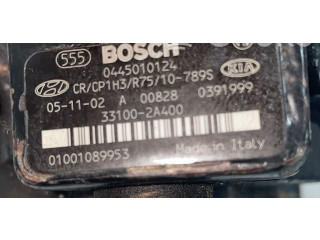 555 BOSCH
0445010124
CR/CP1H3/R75/10-789S KIA
05-11-02 A 00828 0391999
33100-2A400
01001089953 Made in Italy